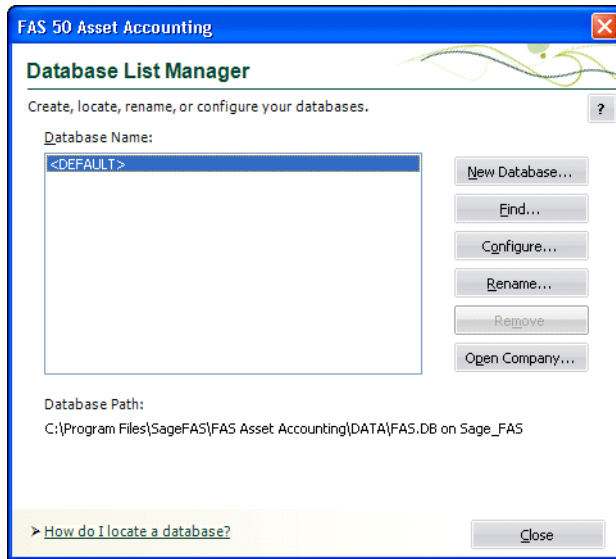 FAS 50 Asset Accounting
Database List Manager
Create, locate, rename, or configure your databases.
?
Database Name:
<DEFAULT>
New Database...
Find...
Configure...
Rename...
Remove
Open Company...
Database Path:
C:\Program Files\SageFAS\FAS Asset Accounting\DATA\FAS.DB on Sage_FAS
➤ How do I locate a database?
Close